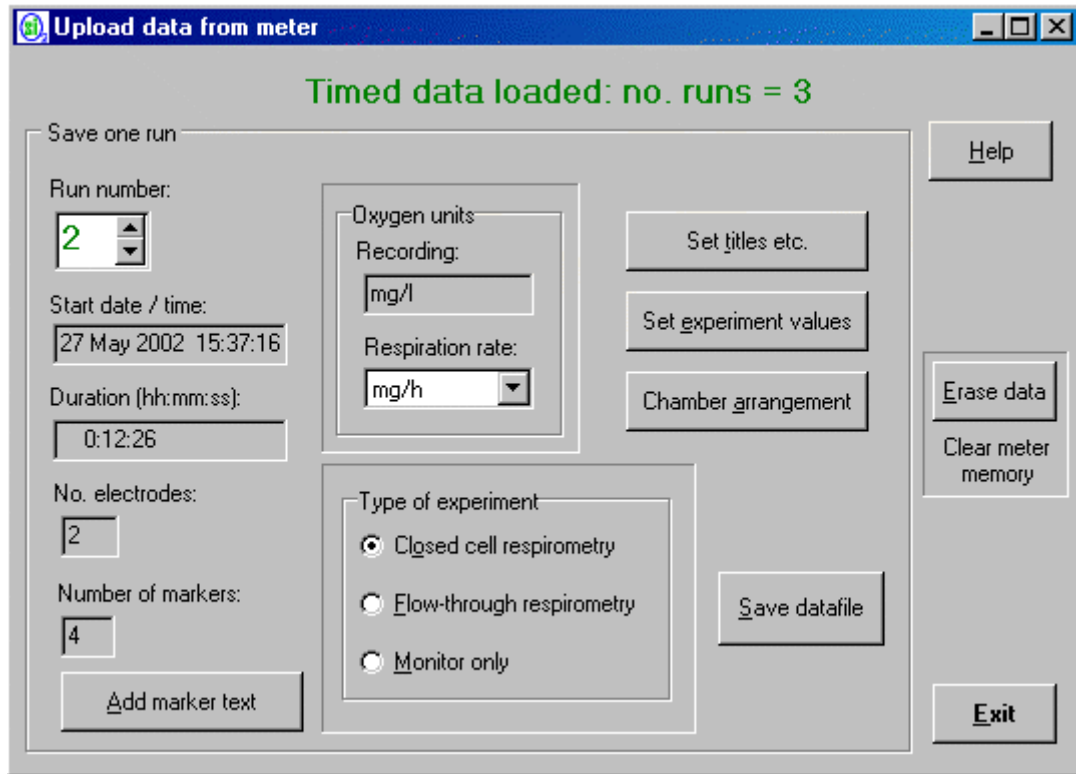 si Upload data from meter
Timed data loaded: no. runs = 3
Save one run
Run number:
2
Start date / time:
27 May 2002 15:37:16
Duration (hh:mm:ss):
0:12:26
No. electrodes:
2
Number of markers:
4
Add marker text
Oxygen units
Recording:
mg/l
Respiration rate:
mg/h
Type of experiment
Closed cell respirometry
Flow-through respirometry
Monitor only
Set titles etc.
Set experiment values
Chamber arrangement
Save datafile
Help
Erase data
Clear meter
memory
Exit